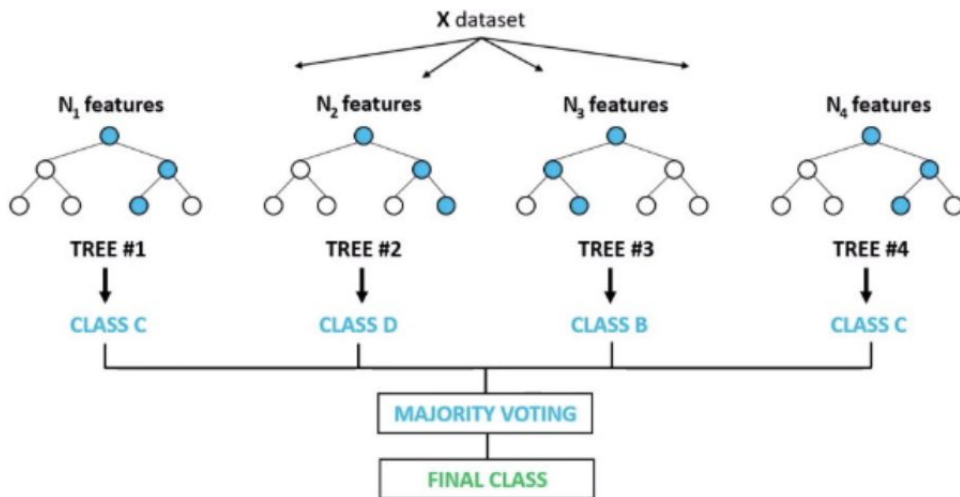 X dataset
N₁ features N₂ features N₃ features N₄ features
TREE #1 TREE #2 TREE #3 TREE #4
CLASS C CLASS D CLASS B CLASS C
MAJORITY VOTING
FINAL CLASS